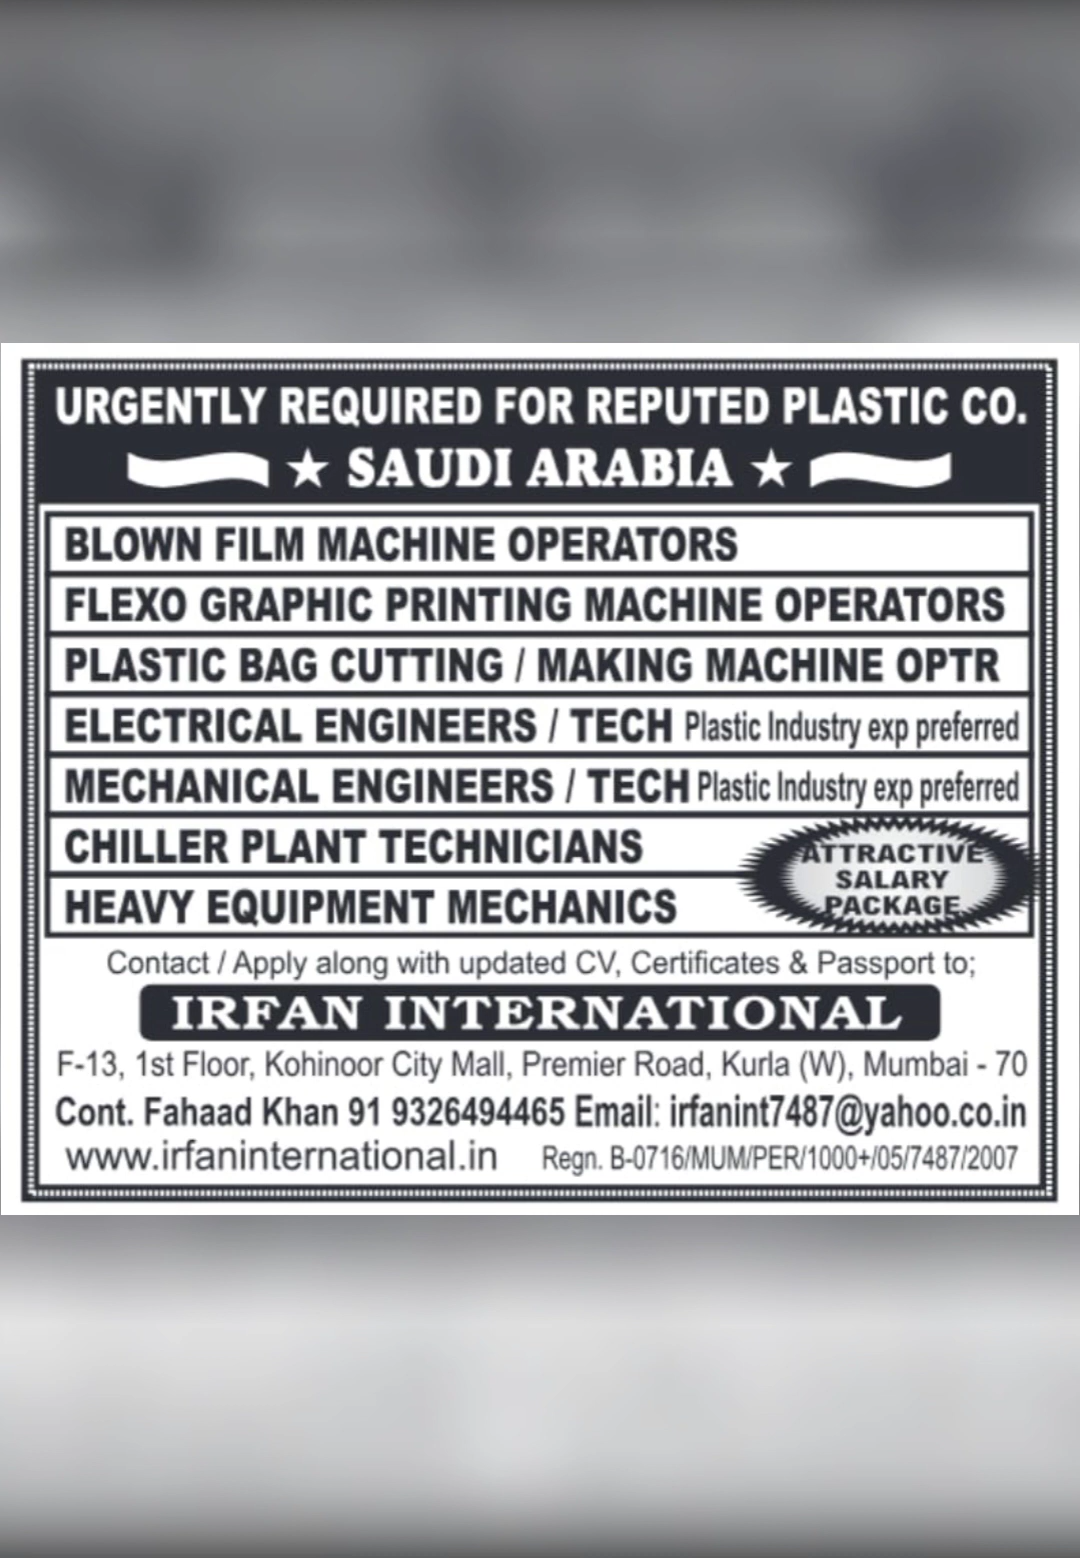 URGENTLY REQUIRED FOR REPUTED PLASTIC CO.
★ SAUDI ARABIA ★
BLOWN FILM MACHINE OPERATORS
FLEXO GRAPHIC PRINTING MACHINE OPERATORS
PLASTIC BAG CUTTING / MAKING MACHINE OPTR
ELECTRICAL ENGINEERS / TECH Plastic Industry exp preferred
MECHANICAL ENGINEERS / TECH Plastic Industry exp preferred
CHILLER PLANT TECHNICIANS
HEAVY EQUIPMENT MECHANICS
ATTRACTIVE
SALARY
PACKAGE
Contact / Apply along with updated CV, Certificates & Passport to;
IRFAN INTERNATIONAL
F-13, 1st Floor, Kohinoor City Mall, Premier Road, Kurla (W), Mumbai - 70
Cont. Fahaad Khan 91 9326494465 Email: irfanint7487@yahoo.co.in
www.irfaninternational.in Regn. B-0716/MUM/PER/1000+/05/7487/2007